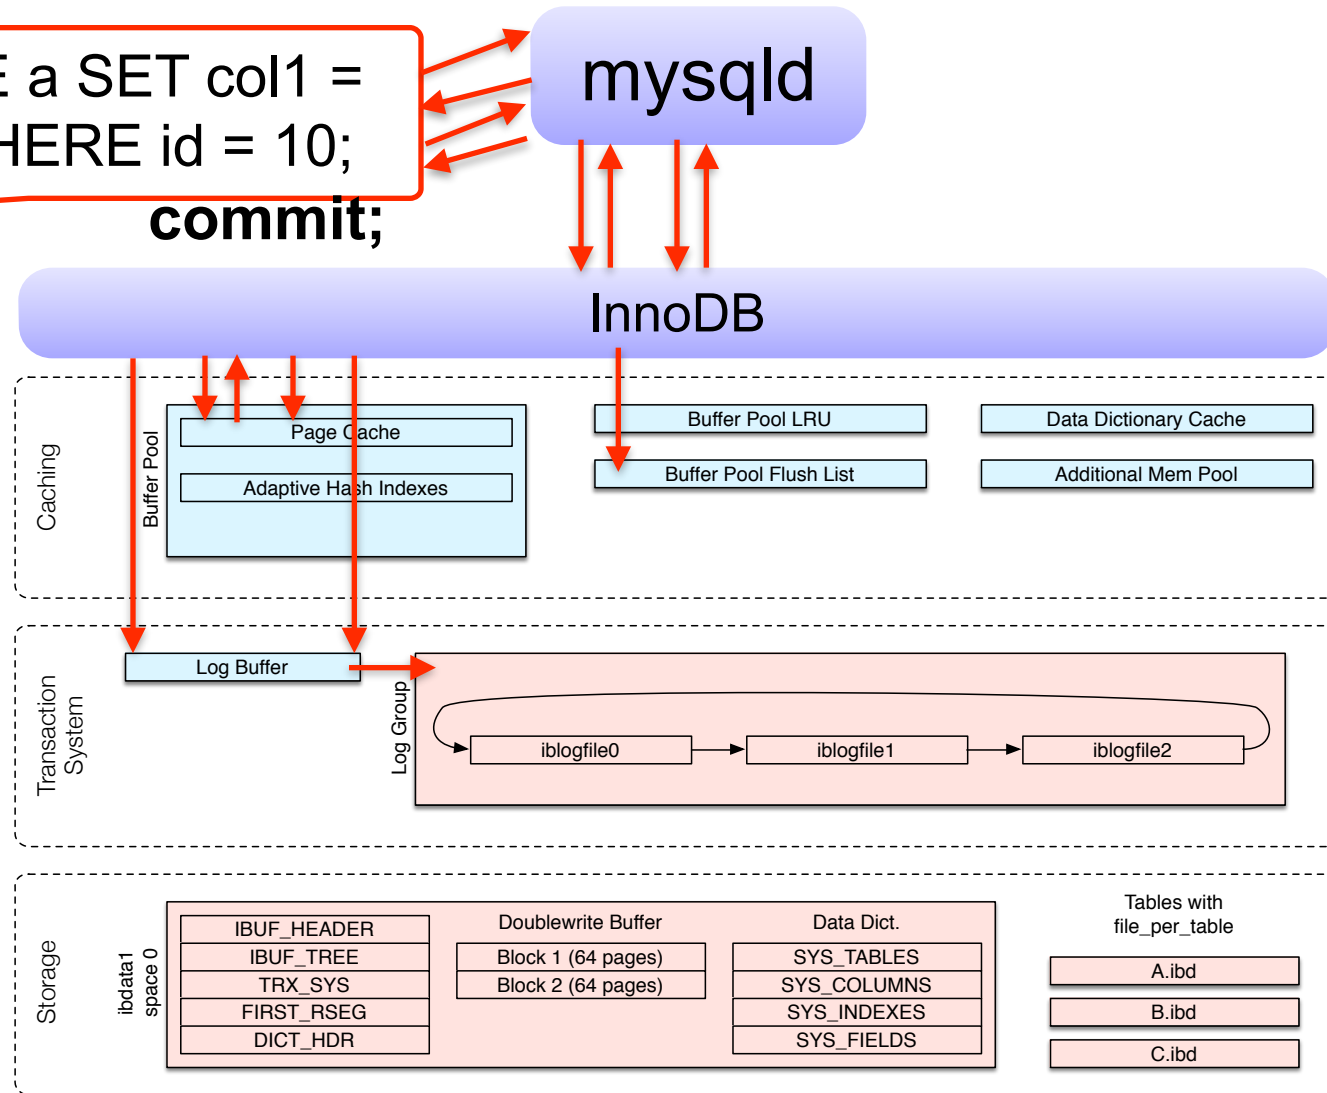 E a SET col1 =
HERE id = 10;
commit;
mysqld
InnoDB
Caching
Buffer Pool
Page Cache
Adaptive Hash Indexes
Buffer Pool LRU
Buffer Pool Flush List
Data Dictionary Cache
Additional Mem Pool
Transaction
System
Log Buffer
Log Group
iblogfile0
iblogfile1
iblogfile2
Storage
ibdata1
space 0
IBUF_HEADER
IBUF_TREE
TRX_SYS
FIRST_RSEG
DICT_HDR
Doublewrite Buffer
Block 1 (64 pages)
Block 2 (64 pages)
Data Dict.
SYS_TABLES
SYS_COLUMNS
SYS_INDEXES
SYS_FIELDS
Tables with
file_per_table
A.ibd
B.ibd
C.ibd